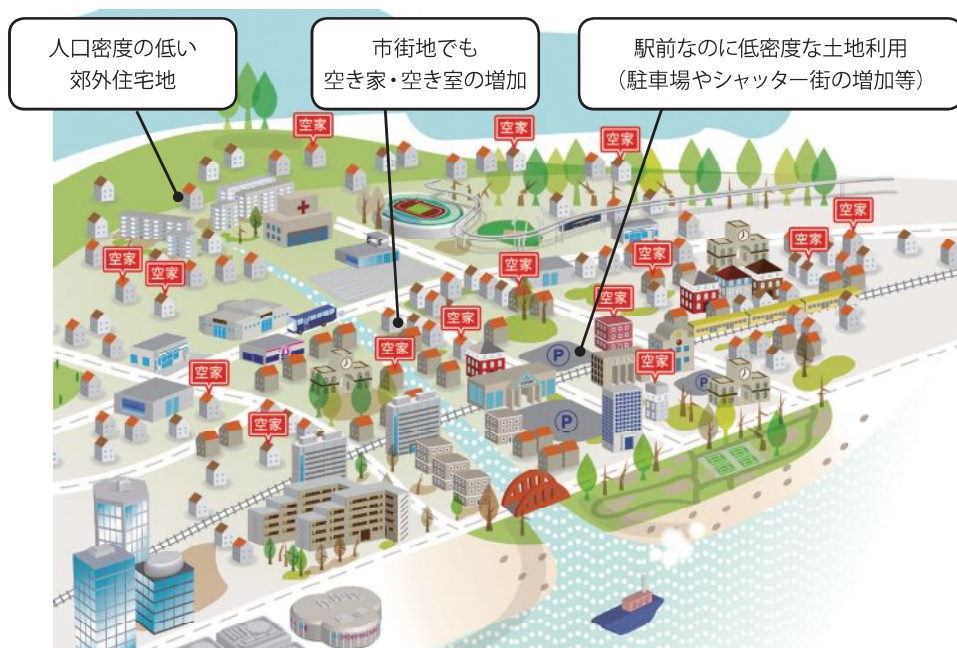 人口密度の低い
郊外住宅地
市街地でも
空き家・空き室の増加
駅前なのに低密度な土地利用
（駐車場やシャッター街の増加等）
空家
空家
空家
空家
空家
空家
空家
空家
空家
空家
空家
空家
P
空家
空家
P
空家
P